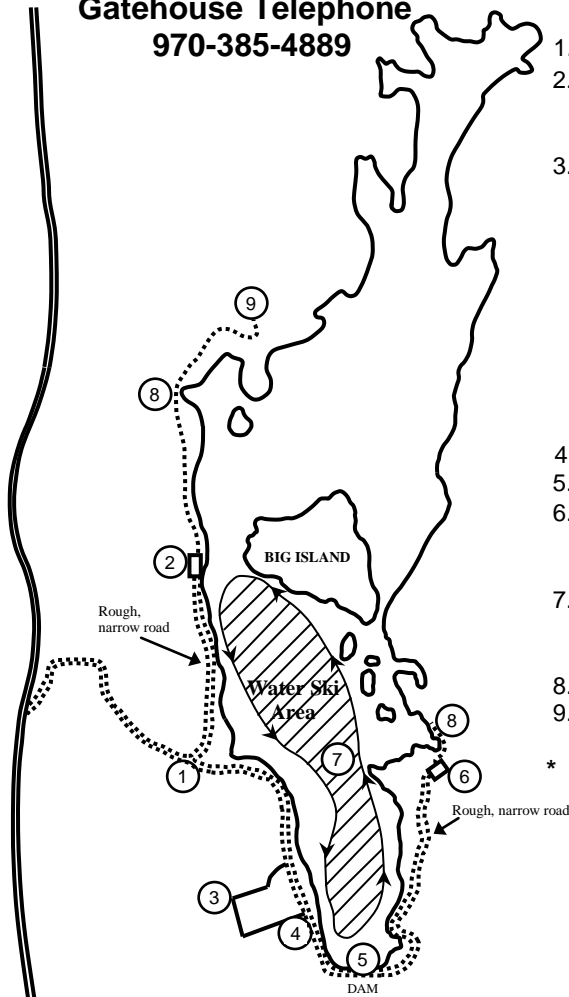 Gatehouse Telephone
970-385-4889
1.
2.
3.
9
8
4
5.
6.
2
BIG ISLAND
7.
Rough,
narrow road
Water Ski
Area
8.
9.
8
7
1
6
*
Rough, narrow road
3
4
5
DAM